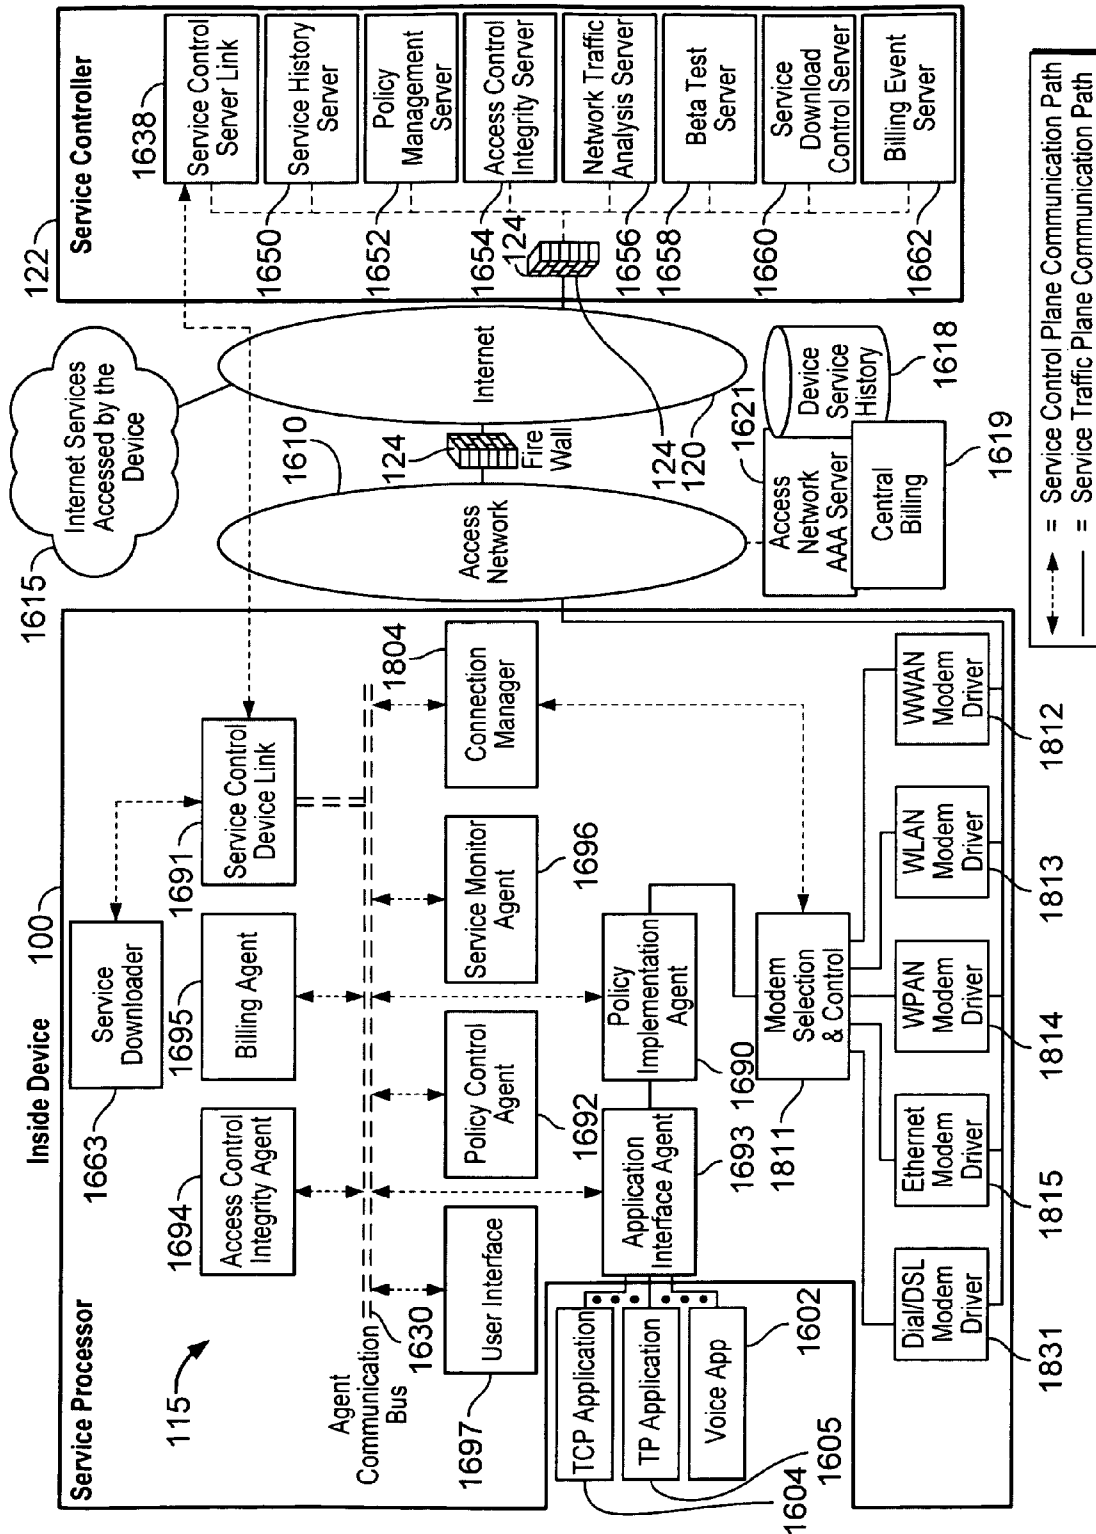 Inside Device
100
Service Processor
115
1663
Service
Downloader
1694
Access Control
Integrity Agent
1695
Billing Agent
1691
Service Control
Device Link
Agent
Communication
Bus
1630
1697
User Interface
Policy Control
Agent
1692
Service Monitor
Agent
1696
Connection
Manager
1804
Application
Interface Agent
1693
Policy
Implementation
Agent
1690
TCP Application
TP Application
Voice App
1602
1604
1605
Modem
Selection
& Control
1811
Dial/DSL
Modem
Driver
1831
Ethernet
Modem
Driver
1815
WPAN
Modem
Driver
1814
WLAN
Modem
Driver
1813
WWAN
Modem
Driver
1812
1615
Internet Services
Accessed by the
Device
1610
Access
Network
124
Fire
Wall
Internet
124
120
1621
Access
Network
AAA Server
Device
Service
History
1618
Central
Billing
1619
122
Service Controller
1638
Service Control
Server Link
1650
Service History
Server
1652
Policy
Management
Server
1654
Access Control
Integrity Server
124
1656
Network Traffic
Analysis Server
1658
Beta Test
Server
1660
Service
Download
Control Server
1662
Billing Event
Server
= Service Control Plane Communication Path
= Service Traffic Plane Communication Path